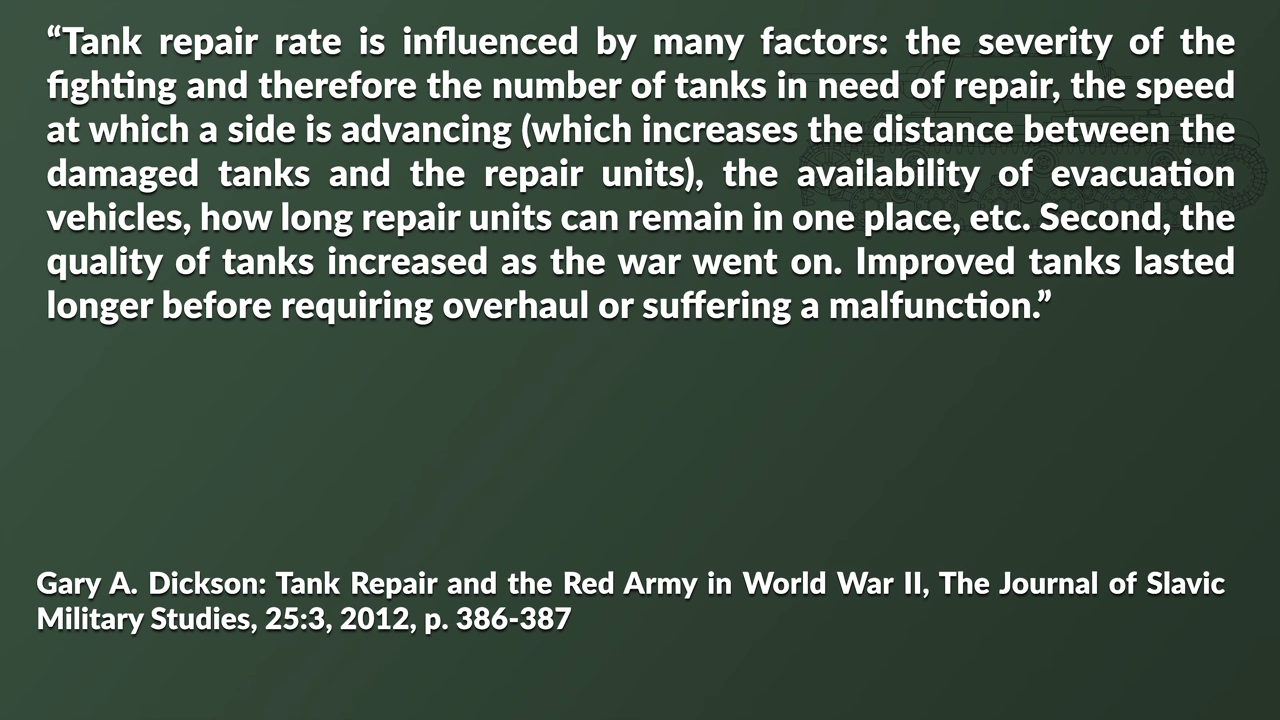 “Tank repair rate is influenced by many factors: the severity of the
fighting and therefore the number of tanks in need of repair, the speed
at which a side is advancing (which increases the distance between the
damaged tanks and the repair units), the availability of evacuation
vehicles, how long repair units can remain in one place, etc. Second, the
quality of tanks increased as the war went on. Improved tanks lasted
longer before requiring overhaul or suffering a malfunction.”
Gary A. Dickson: Tank Repair and the Red Army in World War II, The Journal of Slavic
Military Studies, 25:3, 2012, p. 386-387